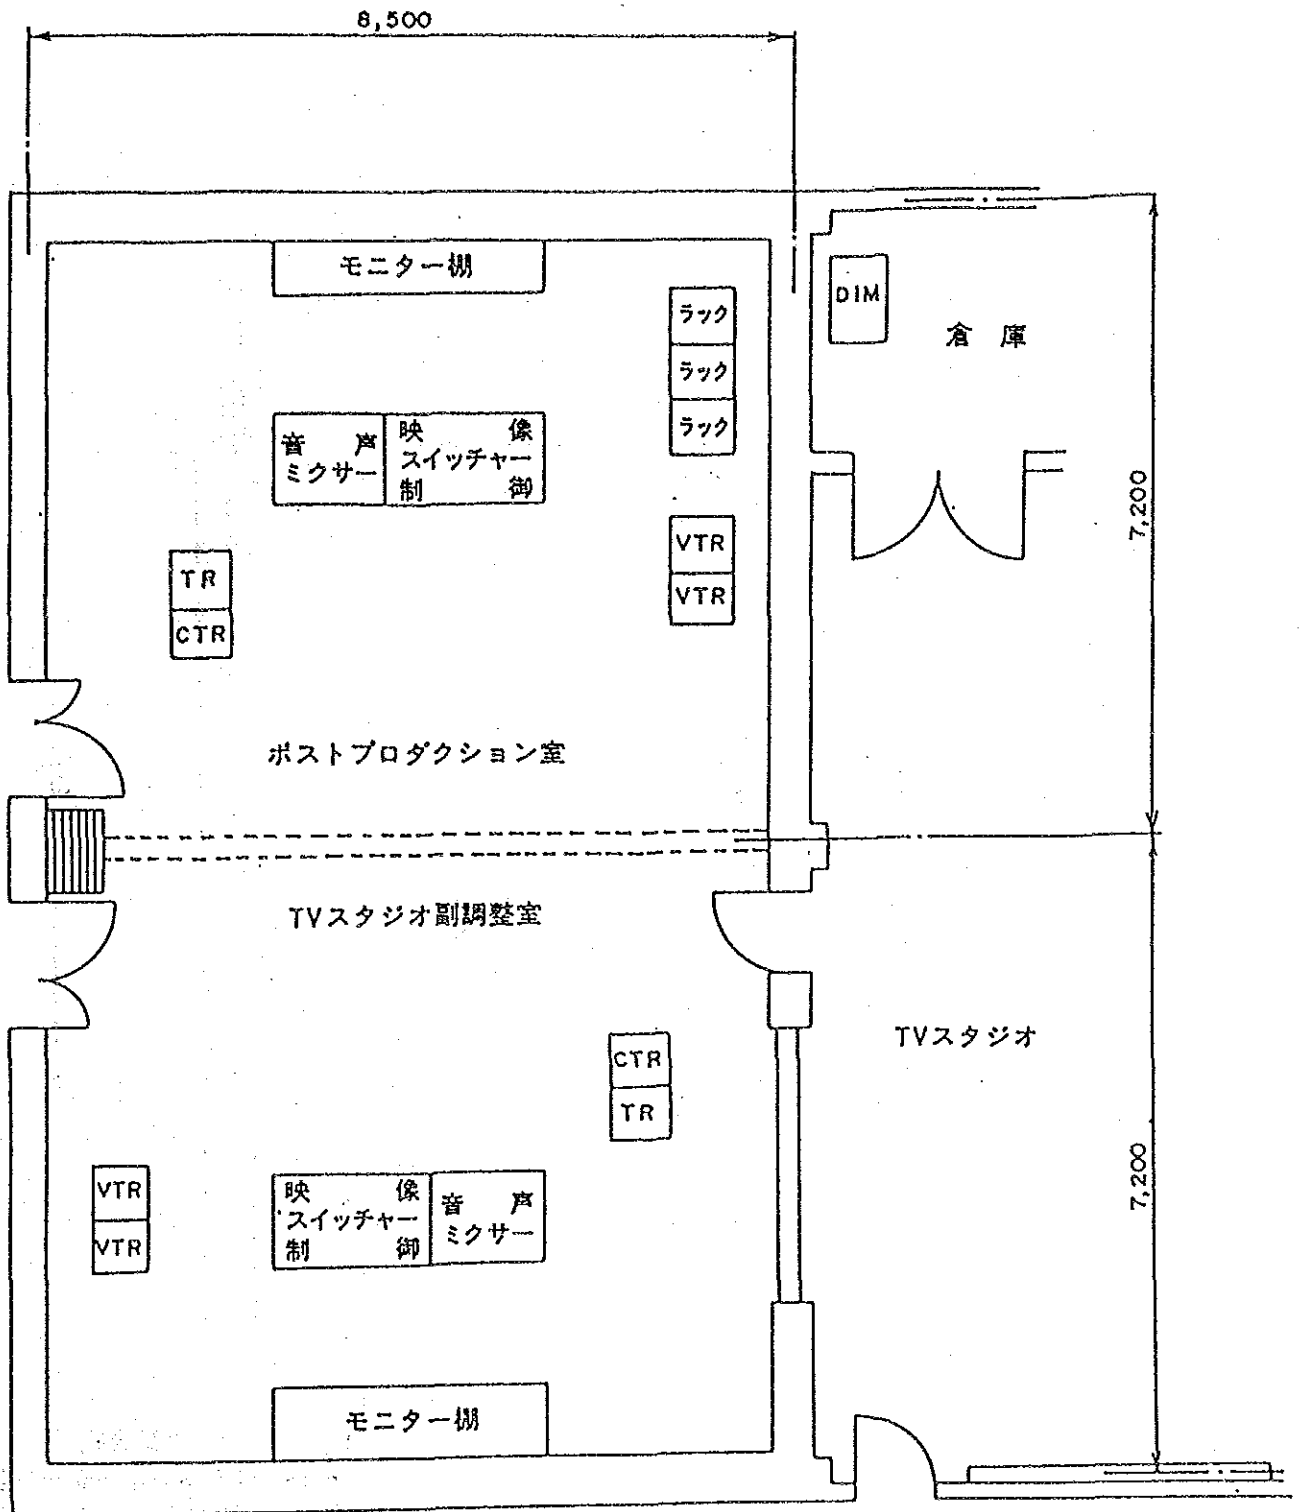 8,500
モニター棚
ラック
ラック
ラック
DIM
倉庫
音声
ミクサー
映像
スイッチャー
制御
7,200
VTR
VTR
TR
CTR
ポストプロダクション室
TVスタジオ副調整室
TVスタジオ
CTR
TR
7,200
VTR
VTR
映像
スイッチャー
制御
音声
ミクサー
モニター棚